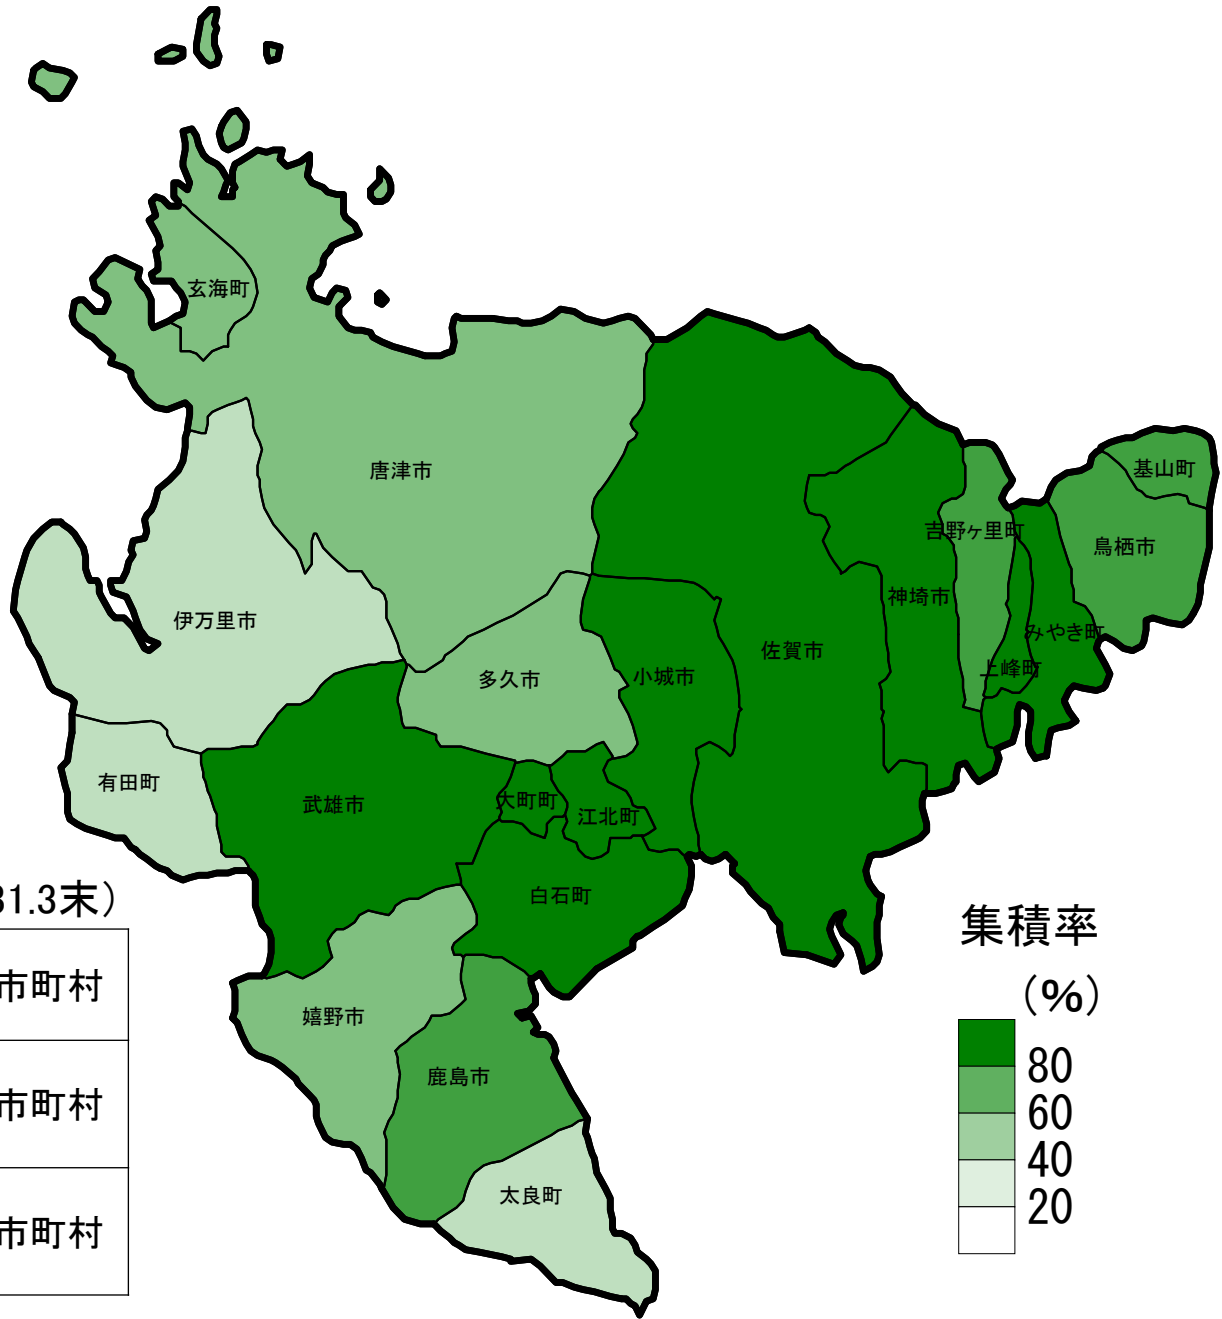 玄海町
唐津市
基山町
吉野ヶ里町
鳥栖市
神埼市
伊万里市
みやき町
佐賀市
上峰町
小城市
多久市
有田町
武雄市
大町町
江北町
白石町
31.3末）
集積率
（%）
市町村
嬉野市
80
鹿島市
60
市町村
40
太良町
20
市町村